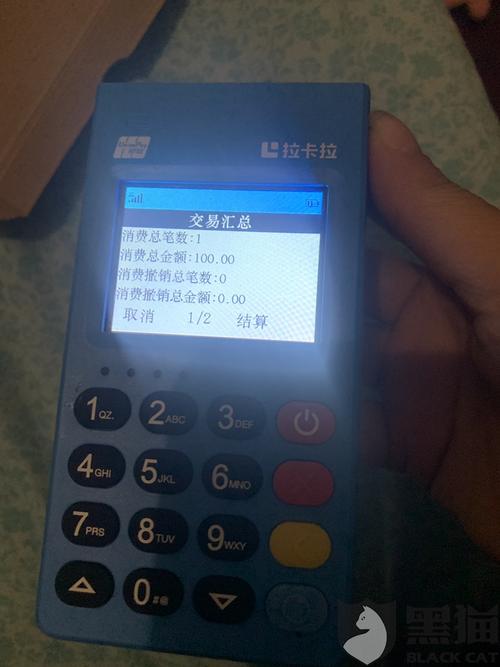 拉卡拉
交易汇总
消费总笔数:1
消费总金额:100.00
消费撤销总笔数:0
消费撤销总金额:0.00
取消 1/2 结算
1QZ. 2ABC 3DEF
4GHI 5JKL 6MNO
7PRS 8TUV 9WXY
0#@
黑猫
BLACK CAT